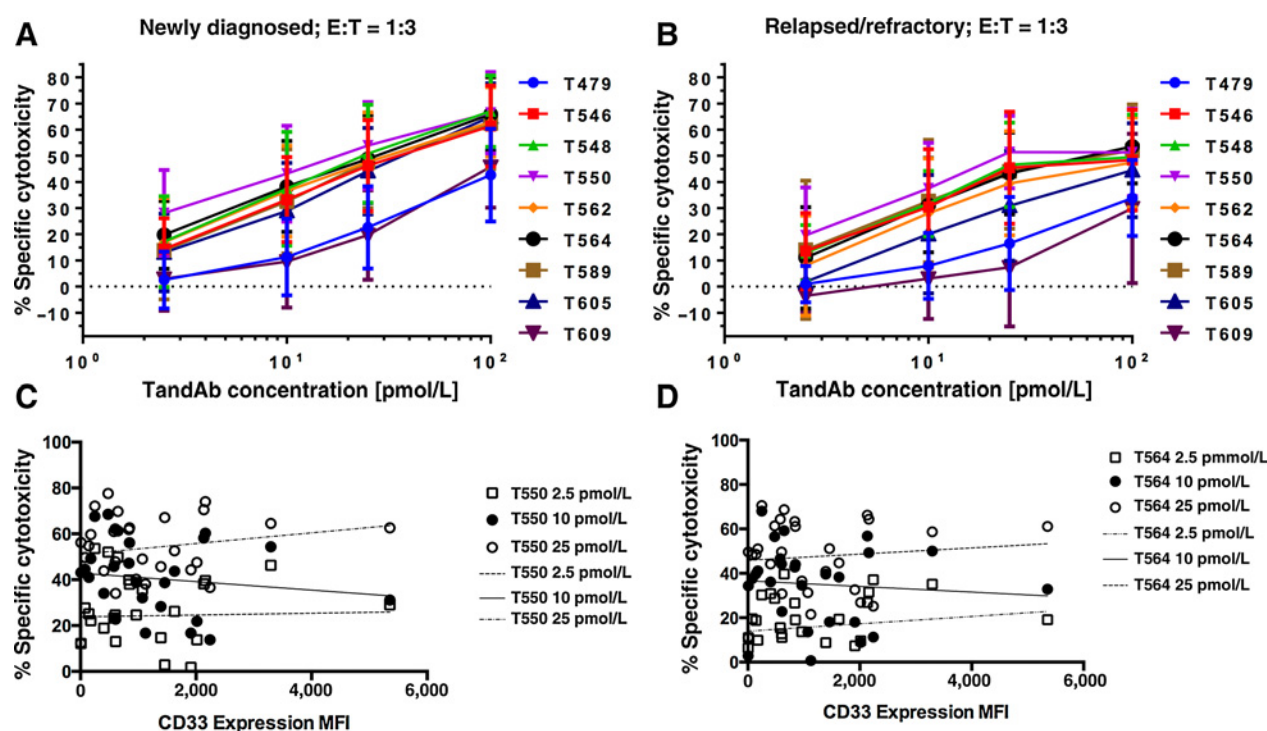 A
Newly diagnosed; E:T = 1:3
% Specific cytotoxicity
80
70
60
50
40
30
20
10
0
−10
10⁰
10¹
10²
TandAb concentration [pmol/L]
T479
T546
T548
T550
T562
T564
T589
T605
T609
B
Relapsed/refractory; E:T = 1:3
% Specific cytotoxicity
80
70
60
50
40
30
20
10
0
−10
10⁰
10¹
10²
TandAb concentration [pmol/L]
T479
T546
T548
T550
T562
T564
T589
T605
T609
C
% Specific cytotoxicity
100
80
60
40
20
0
0
2,000
4,000
6,000
CD33 Expression MFI
T550 2.5 pmol/L
T550 10 pmol/L
T550 25 pmol/L
T550 2.5 pmol/L
T550 10 pmol/L
T550 25 pmol/L
D
% Specific cytotoxicity
100
80
60
40
20
0
0
2,000
4,000
6,000
CD33 Expression MFI
T564 2.5 pmmol/L
T564 10 pmol/L
T564 25 pmol/L
T564 2.5 pmol/L
T564 10 pmol/L
T564 25 pmol/L